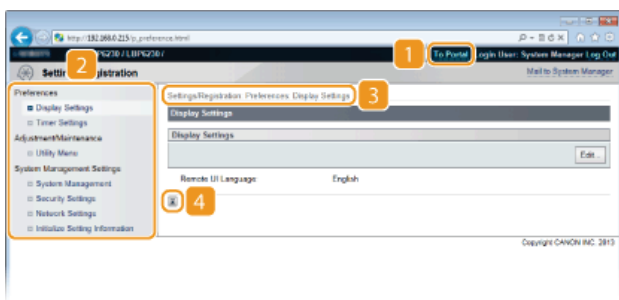 http://192.168.0.215/p_preference.html
LBP6230 / LBP6230 /
1
To Portal Login User: System Manager Log Out
2
Mail to System Manager
Preferences
Display Settings
Timer Settings
Adjustment/Maintenance
Utility Menu
System Management Settings
System Management
Security Settings
Network Settings
Initialize Setting Information
Settings/Registration: Preferences: Display Settings
3
Display Settings
Display Settings
Edit...
Remote UI Language:
English
4
Copyright CANON INC. 2013